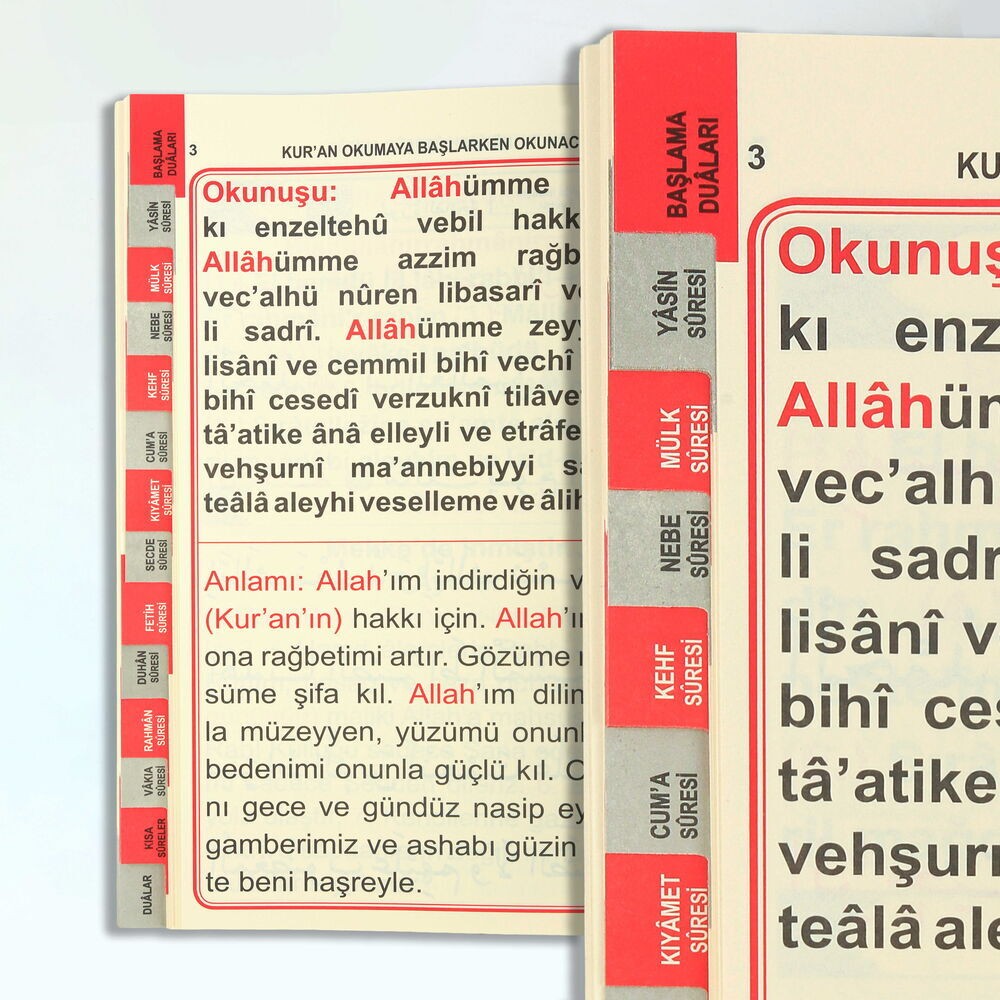 BAŞLAMA
DUÂLARI
YÂSÎN
SÛRESİ
MÜLK
SÛRESİ
NEBE
SÛRESİ
KEHF
SÛRESİ
CUM'A
SÛRESİ
KIYÂMET
SÛRESİ
SECDE
SÛRESİ
FETİH
SÛRESİ
DUHÂN
SÛRESİ
RAHMÂN
SÛRESİ
VÂKIA
SÛRESİ
KISA
SÛRELER
DUÂLAR
3
KUR'AN OKUMAYA BAŞLARKEN OKUNAC
Okunuşu: Allâhümme
kı enzeltehû vebil hakk
Allâhümme azzim rağb
vec'alhü nûren libasarî v
li sadrî. Allâhümme zeyy
lisânî ve cemmil bihî vechî
bihî cesedî verzuknî tilâve
tâ'atike ânâ elleyli ve etrâfe
vehşurnî ma'annebiyyi s
teâlâ aleyhi veselleme ve âlih
Anlamı: Allah'ım indirdiğin v
(Kur'an'ın) hakkı için. Allah'ı
ona rağbetimi artır. Gözüme
süme şifa kıl. Allah'ım dilim
la müzeyyen, yüzümü onunl
bedenimi onunla güçlü kıl.
nı gece ve gündüz nasip ey
gamberimiz ve ashabı güzin
te beni haşreyle.
BAŞLAMA
DUÂLARI
YÂSÎN
SÛRESİ
MÜLK
SÛRESİ
NEBE
SÛRESİ
KEHF
SÛRESİ
CUM'A
SÛRESİ
KIYÂMET
SÛRESİ
3
KU
Okunuş
kı enz
Allâhün
vec'alh
li sadr
lisânî v
bihî ces
tâ'atike
vehşurn
teâlâ ale